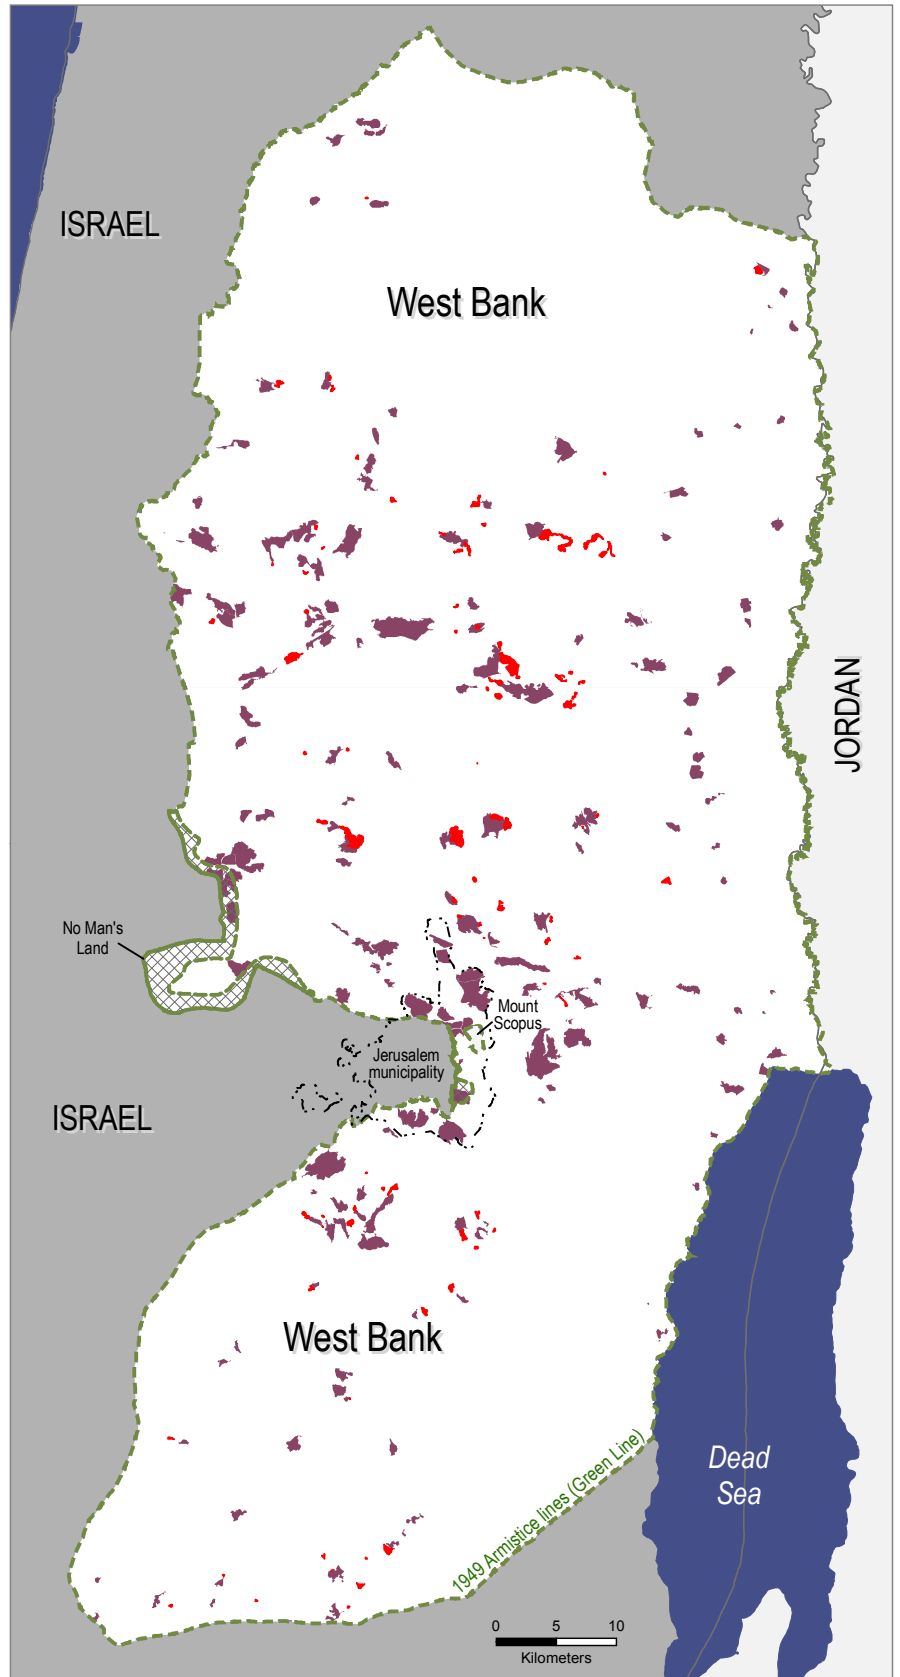 ISRAEL
West Bank
JORDAN
No Man's
Land
Mount
Scopus
Jerusalem
municipality
ISRAEL
West Bank
1949 Armistice lines (Green Line)
Dead
Sea
0 5 10
Kilometers